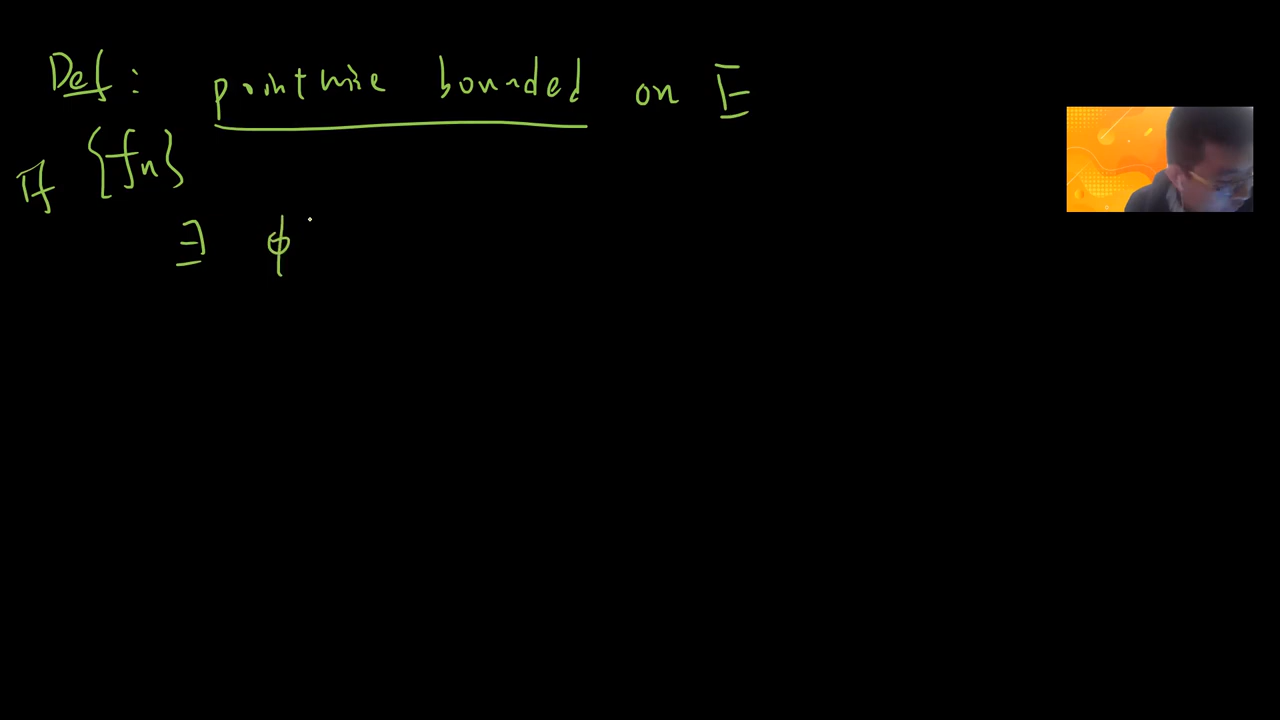 Def: pointwise bounded on E
If {fn}
∃ ϕ